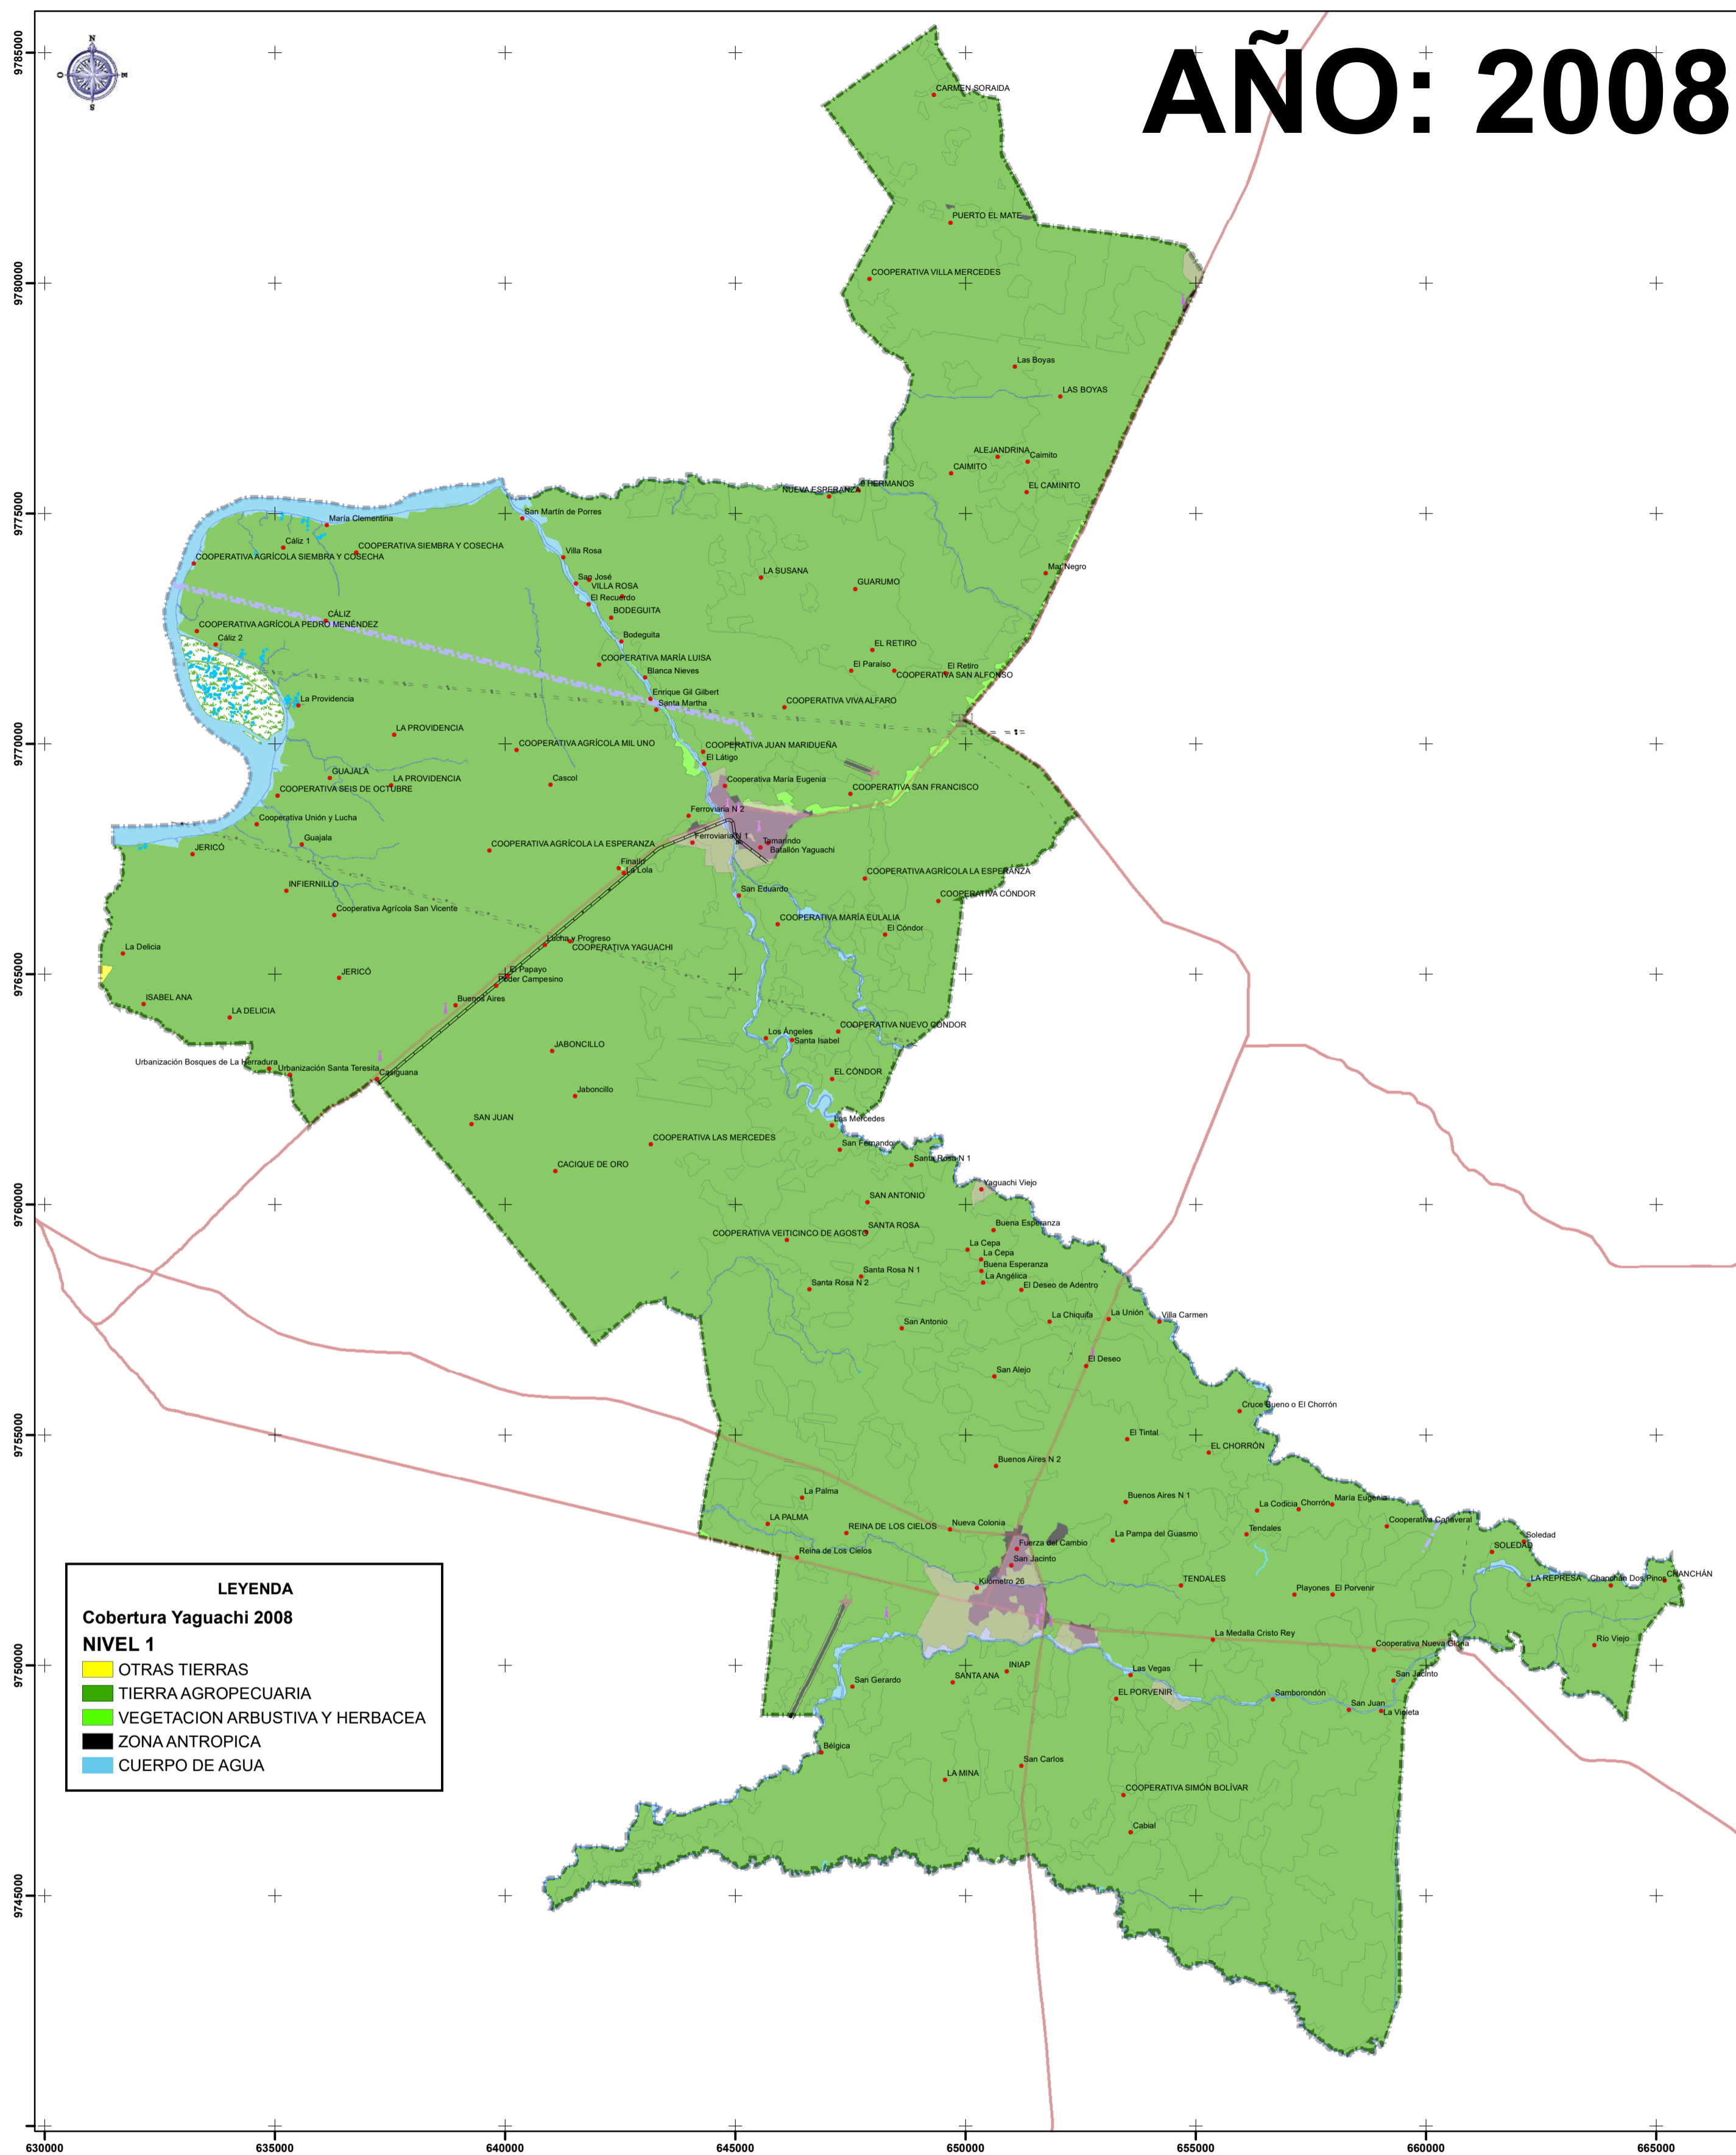 AÑO: 2008
N
O
E
S
CARMEN SORAIDA
PUERTO EL MATE
COOPERATIVA VILLA MERCEDES
Las Boyas
LAS BOYAS
ALEJANDRINA
Caimito
CAIMITO
EL CAMINITO
HERMANOS
NUEVA ESPERANZA
San Martín de Porres
María Clementina
Cáliz 1
COOPERATIVA SIEMBRA Y COSECHA
COOPERATIVA AGRÍCOLA SIEMBRA Y COSECHA
Villa Rosa
San José
VILLA ROSA
El Recuerdo
BODEGUITA
LA SUSANA
GUARUMO
Mar Negro
CÁLIZ
COOPERATIVA AGRÍCOLA PEDRO MENÉNDEZ
Cáliz 2
Bodeguita
EL RETIRO
COOPERATIVA MARÍA LUISA
Blanca Nieves
El Paraíso
El Retiro
COOPERATIVA SAN ALFONSO
Enrique Gil Gilbert
Santa Martha
COOPERATIVA VIVA ALFARO
La Providencia
LA PROVIDENCIA
COOPERATIVA AGRÍCOLA MIL UNO
COOPERATIVA JUAN MARIDUEÑA
El Látigo
GUAJALA
LA PROVIDENCIA
COOPERATIVA SEIS DE OCTUBRE
Cascol
Cooperativa María Eugenia
COOPERATIVA SAN FRANCISCO
Cooperativa Unión y Lucha
Ferroviaria N 2
Guajala
Ferroviaria N 1
Tamarindo
Batallón Yaguachi
JERICÓ
COOPERATIVA AGRÍCOLA LA ESPERANZA
Finalin
La Lola
COOPERATIVA AGRÍCOLA LA ESPERANZA
INFIERNILLO
San Eduardo
COOPERATIVA CÓNDOR
Cooperativa Agrícola San Vicente
COOPERATIVA MARÍA EULALIA
El Cóndor
La Delicia
Lucha y Progreso
COOPERATIVA YAGUACHI
JERICÓ
El Papayo
Poder Campesino
ISABEL ANA
Buenos Aires
LA DELICIA
Los Ángeles
COOPERATIVA NUEVO CÓNDOR
Santa Isabel
JABONCILLO
Urbanización Bosques de La Herradura
Urbanización Santa Teresita
Casiguana
EL CÓNDOR
Jaboncillo
SAN JUAN
Las Mercedes
COOPERATIVA LAS MERCEDES
San Fernando
CACIQUE DE ORO
Santa Rosa N 1
Yaguachi Viejo
SAN ANTONIO
SANTA ROSA
COOPERATIVA VEITICINCO DE AGOSTO
Buena Esperanza
La Cepa
La Cepa
Buena Esperanza
La Angélica
Santa Rosa N 1
Santa Rosa N 2
El Deseo de Adentro
San Antonio
La Chiquita
La Unión
Villa Carmen
El Deseo
San Alejo
Cruce Bueno o El Chorrón
El Tintal
EL CHORRÓN
Buenos Aires N 2
La Palma
Buenos Aires N 1
La Codicia
Chorrón
María Eugenia
LA PALMA
REINA DE LOS CIELOS
Nueva Colonia
La Pampa del Guasmo
Tendales
Cooperativa Cañaveral
Fuerza del Cambio
Reina de Los Cielos
San Jacinto
Soledad
SOLEDAD
Kilómetro 26
TENDALES
Playones
El Porvenir
LA REPRESA
Chanchán Dos Pinos
CHANCHÁN
La Medalla Cristo Rey
Cooperativa Nueva Gloria
Río Viejo
INIAP
SANTA ANA
San Gerardo
Las Vegas
San Jacinto
EL PORVENIR
Samborondón
San Juan
La Violeta
Bélgica
LA MINA
San Carlos
COOPERATIVA SIMÓN BOLÍVAR
Cabial
LEYENDA
Cobertura Yaguachi 2008
NIVEL 1
OTRAS TIERRAS
TIERRA AGROPECUARIA
VEGETACION ARBUSTIVA Y HERBACEA
ZONA ANTROPICA
CUERPO DE AGUA
9785000
9780000
9775000
9770000
9765000
9760000
9755000
9750000
9745000
630000 635000 640000 645000 650000 655000 660000 665000